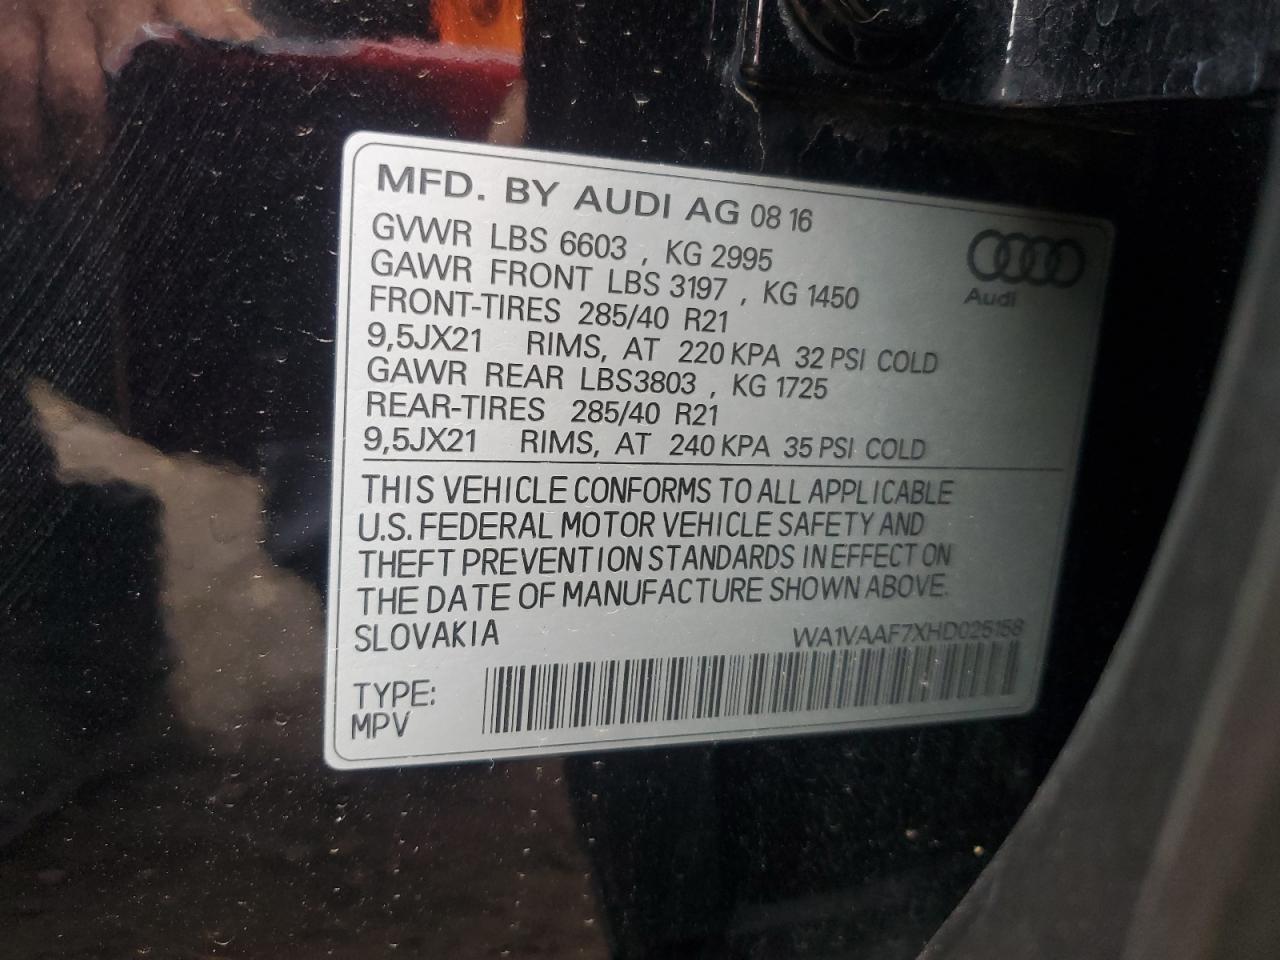 MFD. BY AUDI AG 08 16
GVWR LBS 6603 , KG 2995
GAWR FRONT LBS 3197 , KG 1450
FRONT-TIRES 285/40 R21
9,5JX21 RIMS, AT 220 KPA 32 PSI COLD
GAWR REAR LBS3803 , KG 1725
REAR-TIRES 285/40 R21
9,5JX21 RIMS, AT 240 KPA 35 PSI COLD
Audi
THIS VEHICLE CONFORMS TO ALL APPLICABLE
U.S. FEDERAL MOTOR VEHICLE SAFETY AND
THEFT PREVENTION STANDARDS IN EFFECT ON
THE DATE OF MANUFACTURE SHOWN ABOVE.
SLOVAKIA WA1VAAF7XHD025158
TYPE:
MPV